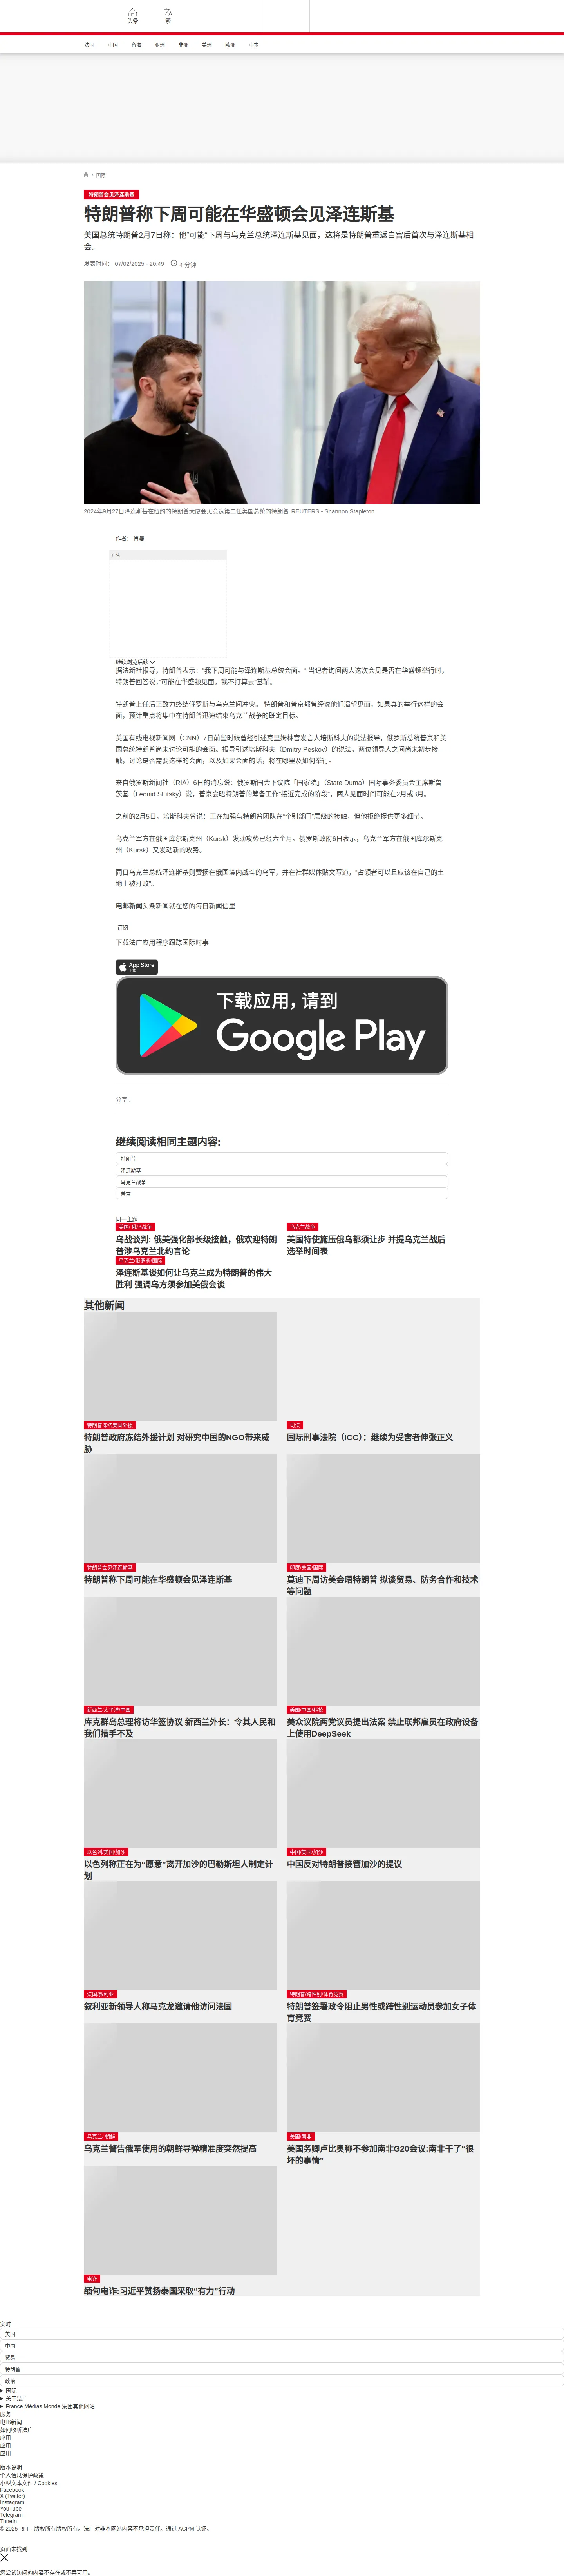 头条
繁
法国 中国 台海 亚洲 非洲 美洲 欧洲 中东
/ 国际
特朗普会见泽连斯基
特朗普称下周可能在华盛顿会见泽连斯基
美国总统特朗普2月7日称：他“可能”下周与乌克兰总统泽连斯基见面，这将是特朗普重返白宫后首次与泽连斯基相
会。
发表时间： 07/02/2025 - 20:49 4 分钟
2024年9月27日泽连斯基在纽约的特朗普大厦会见竞选第二任美国总统的特朗普 REUTERS - Shannon Stapleton
作者： 肖曼
广告
继续浏览后续
据法新社报导，特朗普表示：“我下周可能与泽连斯基总统会面。” 当记者询问两人这次会见是否在华盛顿举行时，
特朗普回答说，”可能在华盛顿见面，我不打算去“基辅。
特朗普上任后正致力终结俄罗斯与乌克兰间冲突。 特朗普和普京都曾经说他们渴望见面，如果真的举行这样的会
面，预计重点将集中在特朗普迅速结束乌克兰战争的既定目标。
美国有线电视新闻网（CNN）7日前些时候曾经引述克里姆林宫发言人培斯科夫的说法报导，俄罗斯总统普京和美
国总统特朗普尚未讨论可能的会面。报导引述培斯科夫（Dmitry Peskov）的说法，两位领导人之间尚未初步接
触，讨论是否需要这样的会面，以及如果会面的话，将在哪里及如何举行。
来自俄罗斯新闻社（RIA）6日的消息说：俄罗斯国会下议院「国家院」（State Duma）国际事务委员会主席斯鲁
茨基（Leonid Slutsky）说，普京会晤特朗普的筹备工作“接近完成的阶段”，两人见面时间可能在2月或3月。
之前的2月5日，培斯科夫曾说：正在加强与特朗普团队在“个别部门”层级的接触，但他拒绝提供更多细节。
乌克兰军方在俄国库尔斯克州（Kursk）发动攻势已经六个月。俄罗斯政府6日表示，乌克兰军方在俄国库尔斯克
州（Kursk）又发动新的攻势。
同日乌克兰总统泽连斯基则赞扬在俄国境内战斗的乌军，并在社群媒体贴文写道，“占领者可以且应该在自己的土
地上被打败”。
电邮新闻头条新闻就在您的每日新闻信里
订阅
下载法广应用程序跟踪国际时事
App Store
下载
下载应用，请到
Google Play
分享 :
继续阅读相同主题内容:
特朗普
泽连斯基
乌克兰战争
普京
同一主题
美国/ 俄乌战争
乌战谈判: 俄美强化部长级接触，俄欢迎特朗
普涉乌克兰北约言论
乌克兰战争
美国特使施压俄乌都须让步 并提乌克兰战后
选举时间表
乌克兰/俄罗斯/国际
泽连斯基谈如何让乌克兰成为特朗普的伟大
胜利 强调乌方须参加美俄会谈
其他新闻
特朗普冻结美国外援
特朗普政府冻结外援计划 对研究中国的NGO带来威
胁
司法
国际刑事法院（ICC）：继续为受害者伸张正义
特朗普会见泽连斯基
特朗普称下周可能在华盛顿会见泽连斯基
印度/美国/国际
莫迪下周访美会晤特朗普 拟谈贸易、防务合作和技术
等问题
新西兰/太平洋/中国
库克群岛总理将访华签协议 新西兰外长：令其人民和
我们措手不及
美国/中国/科技
美众议院两党议员提出法案 禁止联邦雇员在政府设备
上使用DeepSeek
以色列/美国/加沙
以色列称正在为“愿意”离开加沙的巴勒斯坦人制定计
划
中国/美国/加沙
中国反对特朗普接管加沙的提议
法国/叙利亚
叙利亚新领导人称马克龙邀请他访问法国
特朗普/跨性别/体育竞赛
特朗普签署政令阻止男性或跨性别运动员参加女子体
育竞赛
乌克兰/ 朝鲜
乌克兰警告俄军使用的朝鲜导弹精准度突然提高
美国/南非
美国务卿卢比奥称不参加南非G20会议:南非干了“很
坏的事情”
电诈
缅甸电诈:习近平赞扬泰国采取“有力”行动
实时
美国
中国
贸易
特朗普
政治
国际
关于法广
France Médias Monde 集团其他网站
服务
电邮新闻
如何收听法广
应用
应用
应用
版本说明
个人信息保护政策
小型文本文件 / Cookies
Facebook
X (Twitter)
Instagram
YouTube
Telegram
TuneIn
© 2025 RFI – 版权所有版权所有。法广对非本网站内容不承担责任。通过 ACPM 认证。
页面未找到
您尝试访问的内容不存在或不再可用。